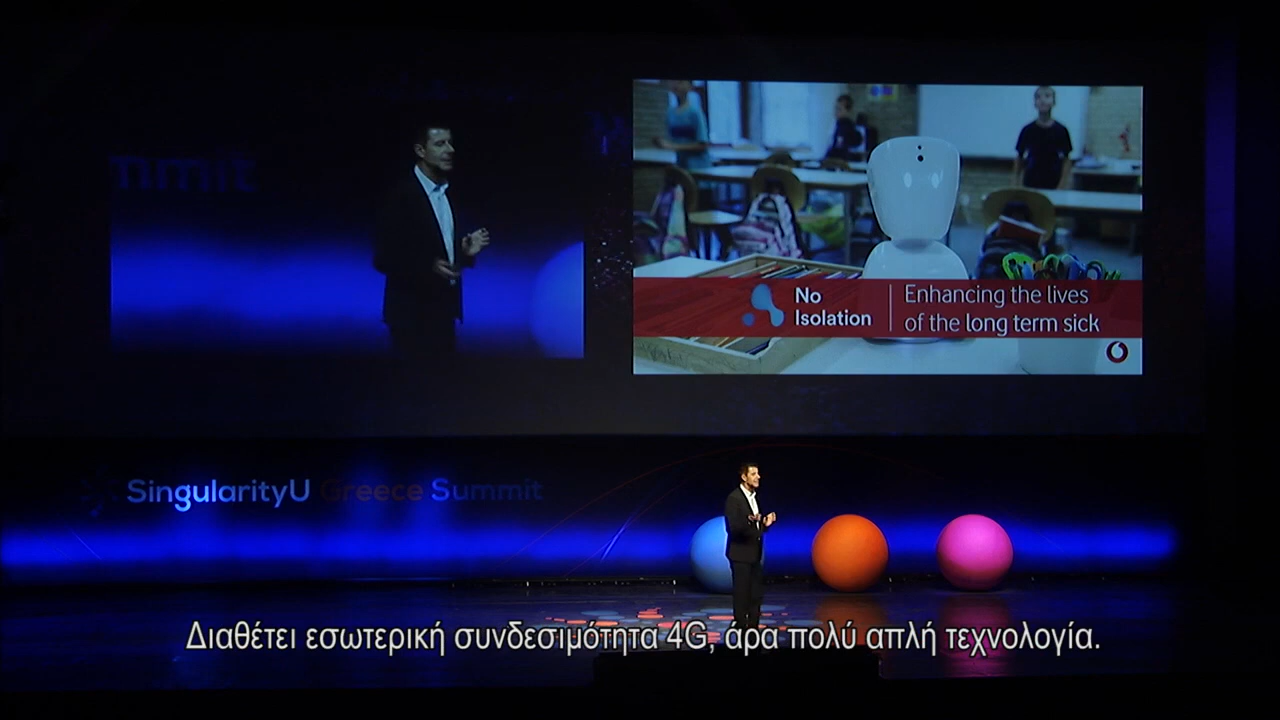 mmit
No
Isolation
Enhancing the lives
of the long term sick
SingularityU Greece Summit
Διαθέτει εσωτερική συνδεσιμότητα 4G, άρα πολύ απλή τεχνολογία.